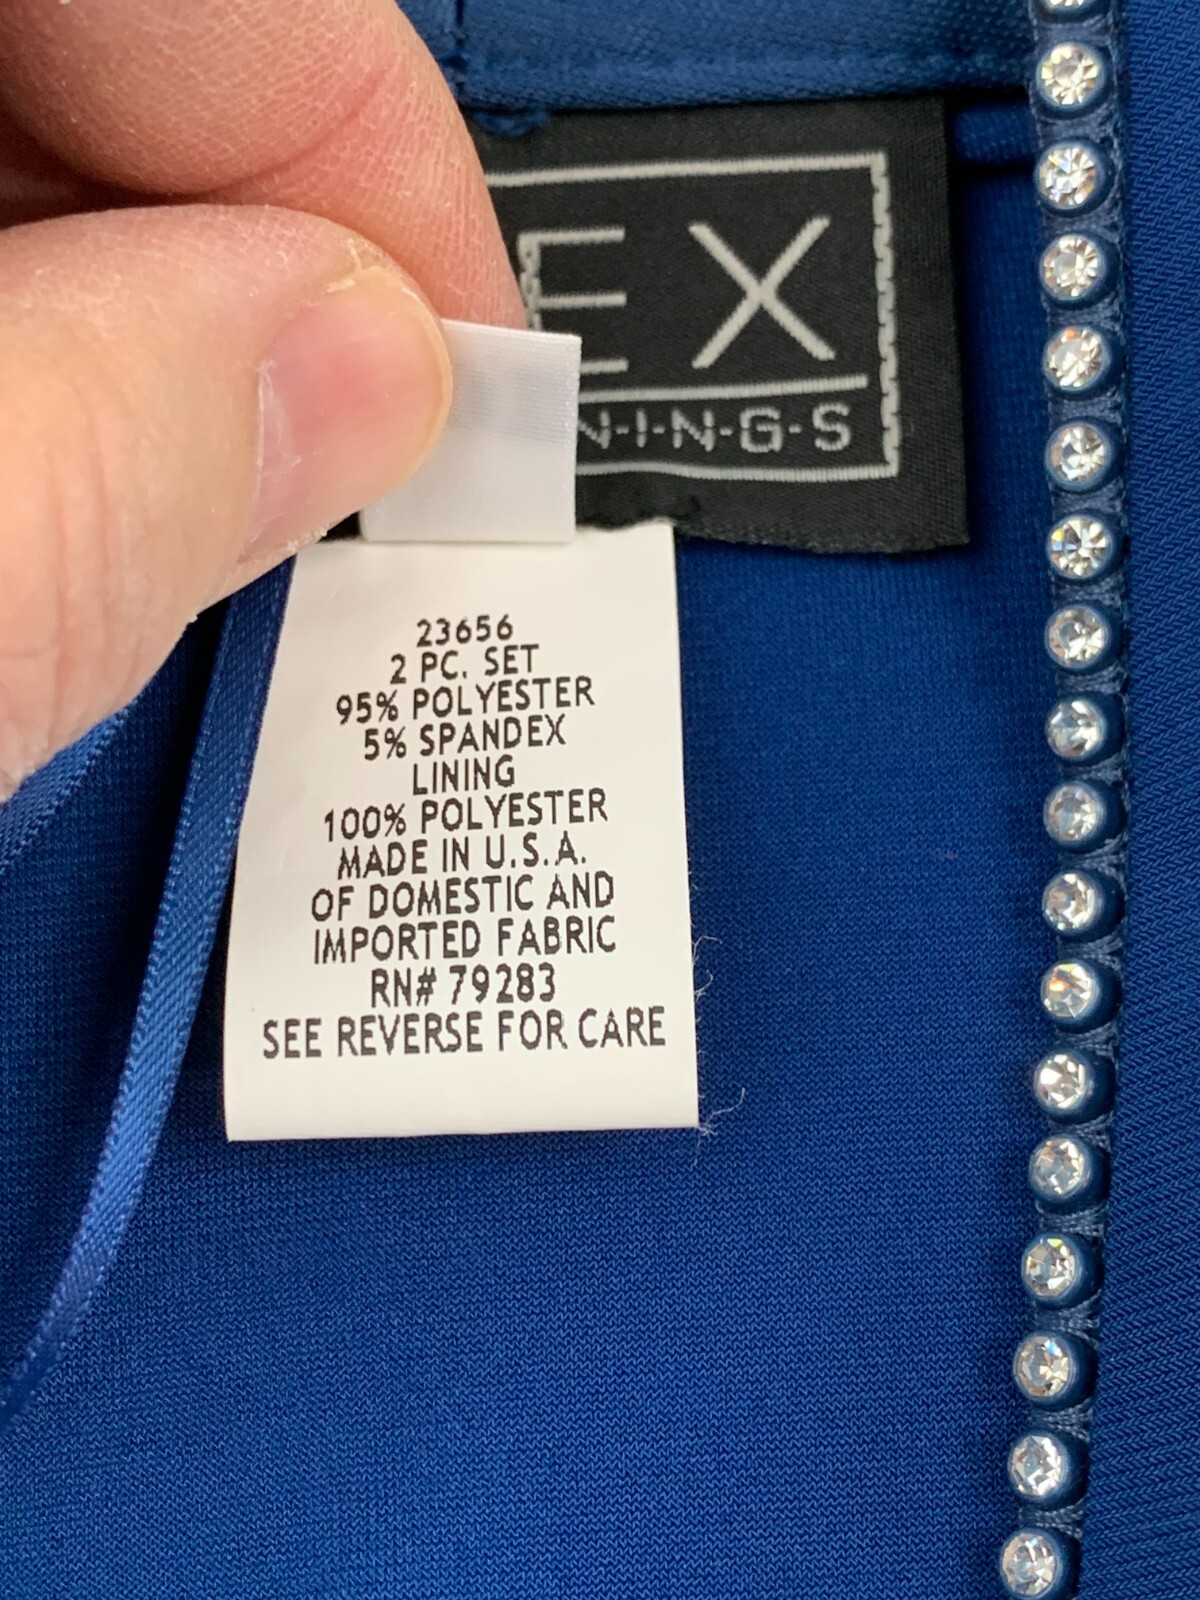 EX
N·I·N·G·S
23656
2 PC. SET
95% POLYESTER
5% SPANDEX
LINING
100% POLYESTER
MADE IN U.S.A.
OF DOMESTIC AND
IMPORTED FABRIC
RN# 79283
SEE REVERSE FOR CARE